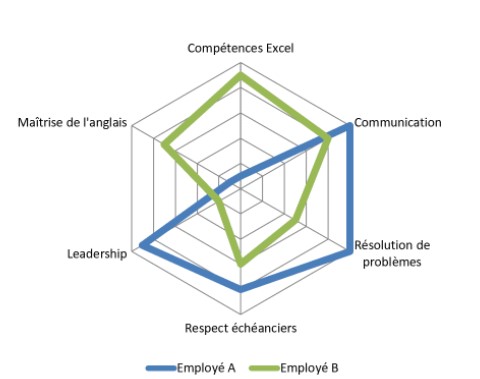 Compétences Excel
Maîtrise de l'anglais
Communication
Leadership
Résolution de
problèmes
Respect échéanciers
Employé A
Employé B